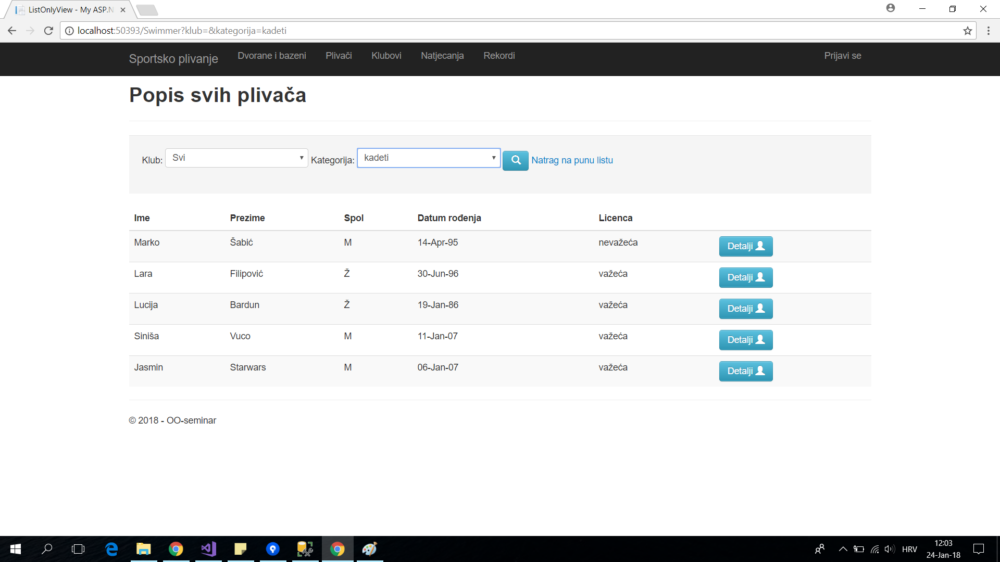 ListOnlyView - My ASP.N
localhost:50393/Swimmer?klub=&kategorija=kadeti
Sportsko plivanje Dvorane i bazeni Plivači Klubovi Natjecanja Rekordi Prijavi se
Popis svih plivača
Klub: Svi Kategorija: kadeti Natrag na punu listu
Ime Prezime Spol Datum rođenja Licenca
Marko Šabić M 14-Apr-95 nevažeća Detalji
Lara Filipović Ž 30-Jun-96 važeća Detalji
Lucija Bardun Ž 19-Jan-86 važeća Detalji
Siniša Vuco M 11-Jan-07 važeća Detalji
Jasmin Starwars M 06-Jan-07 važeća Detalji
© 2018 - OO-seminar
HRV
12:03
24-Jan-18